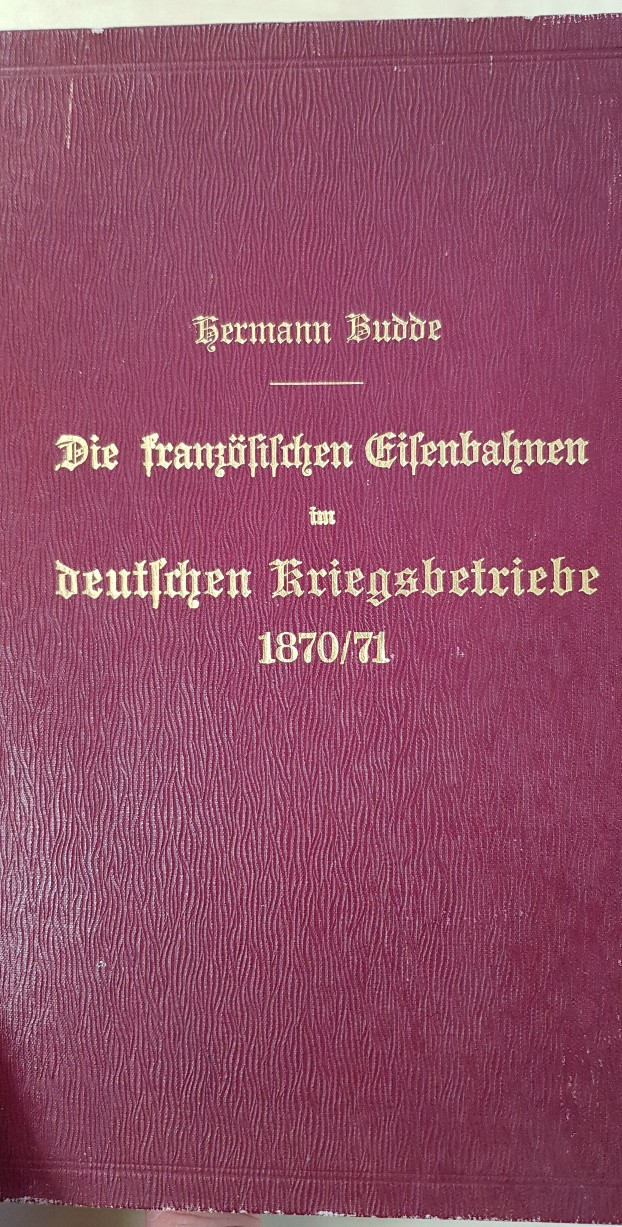 Hermann Budde
Die franzöſiſchen Eiſenbahnen
im
deutſchen Kriegsbetriebe
1870/71